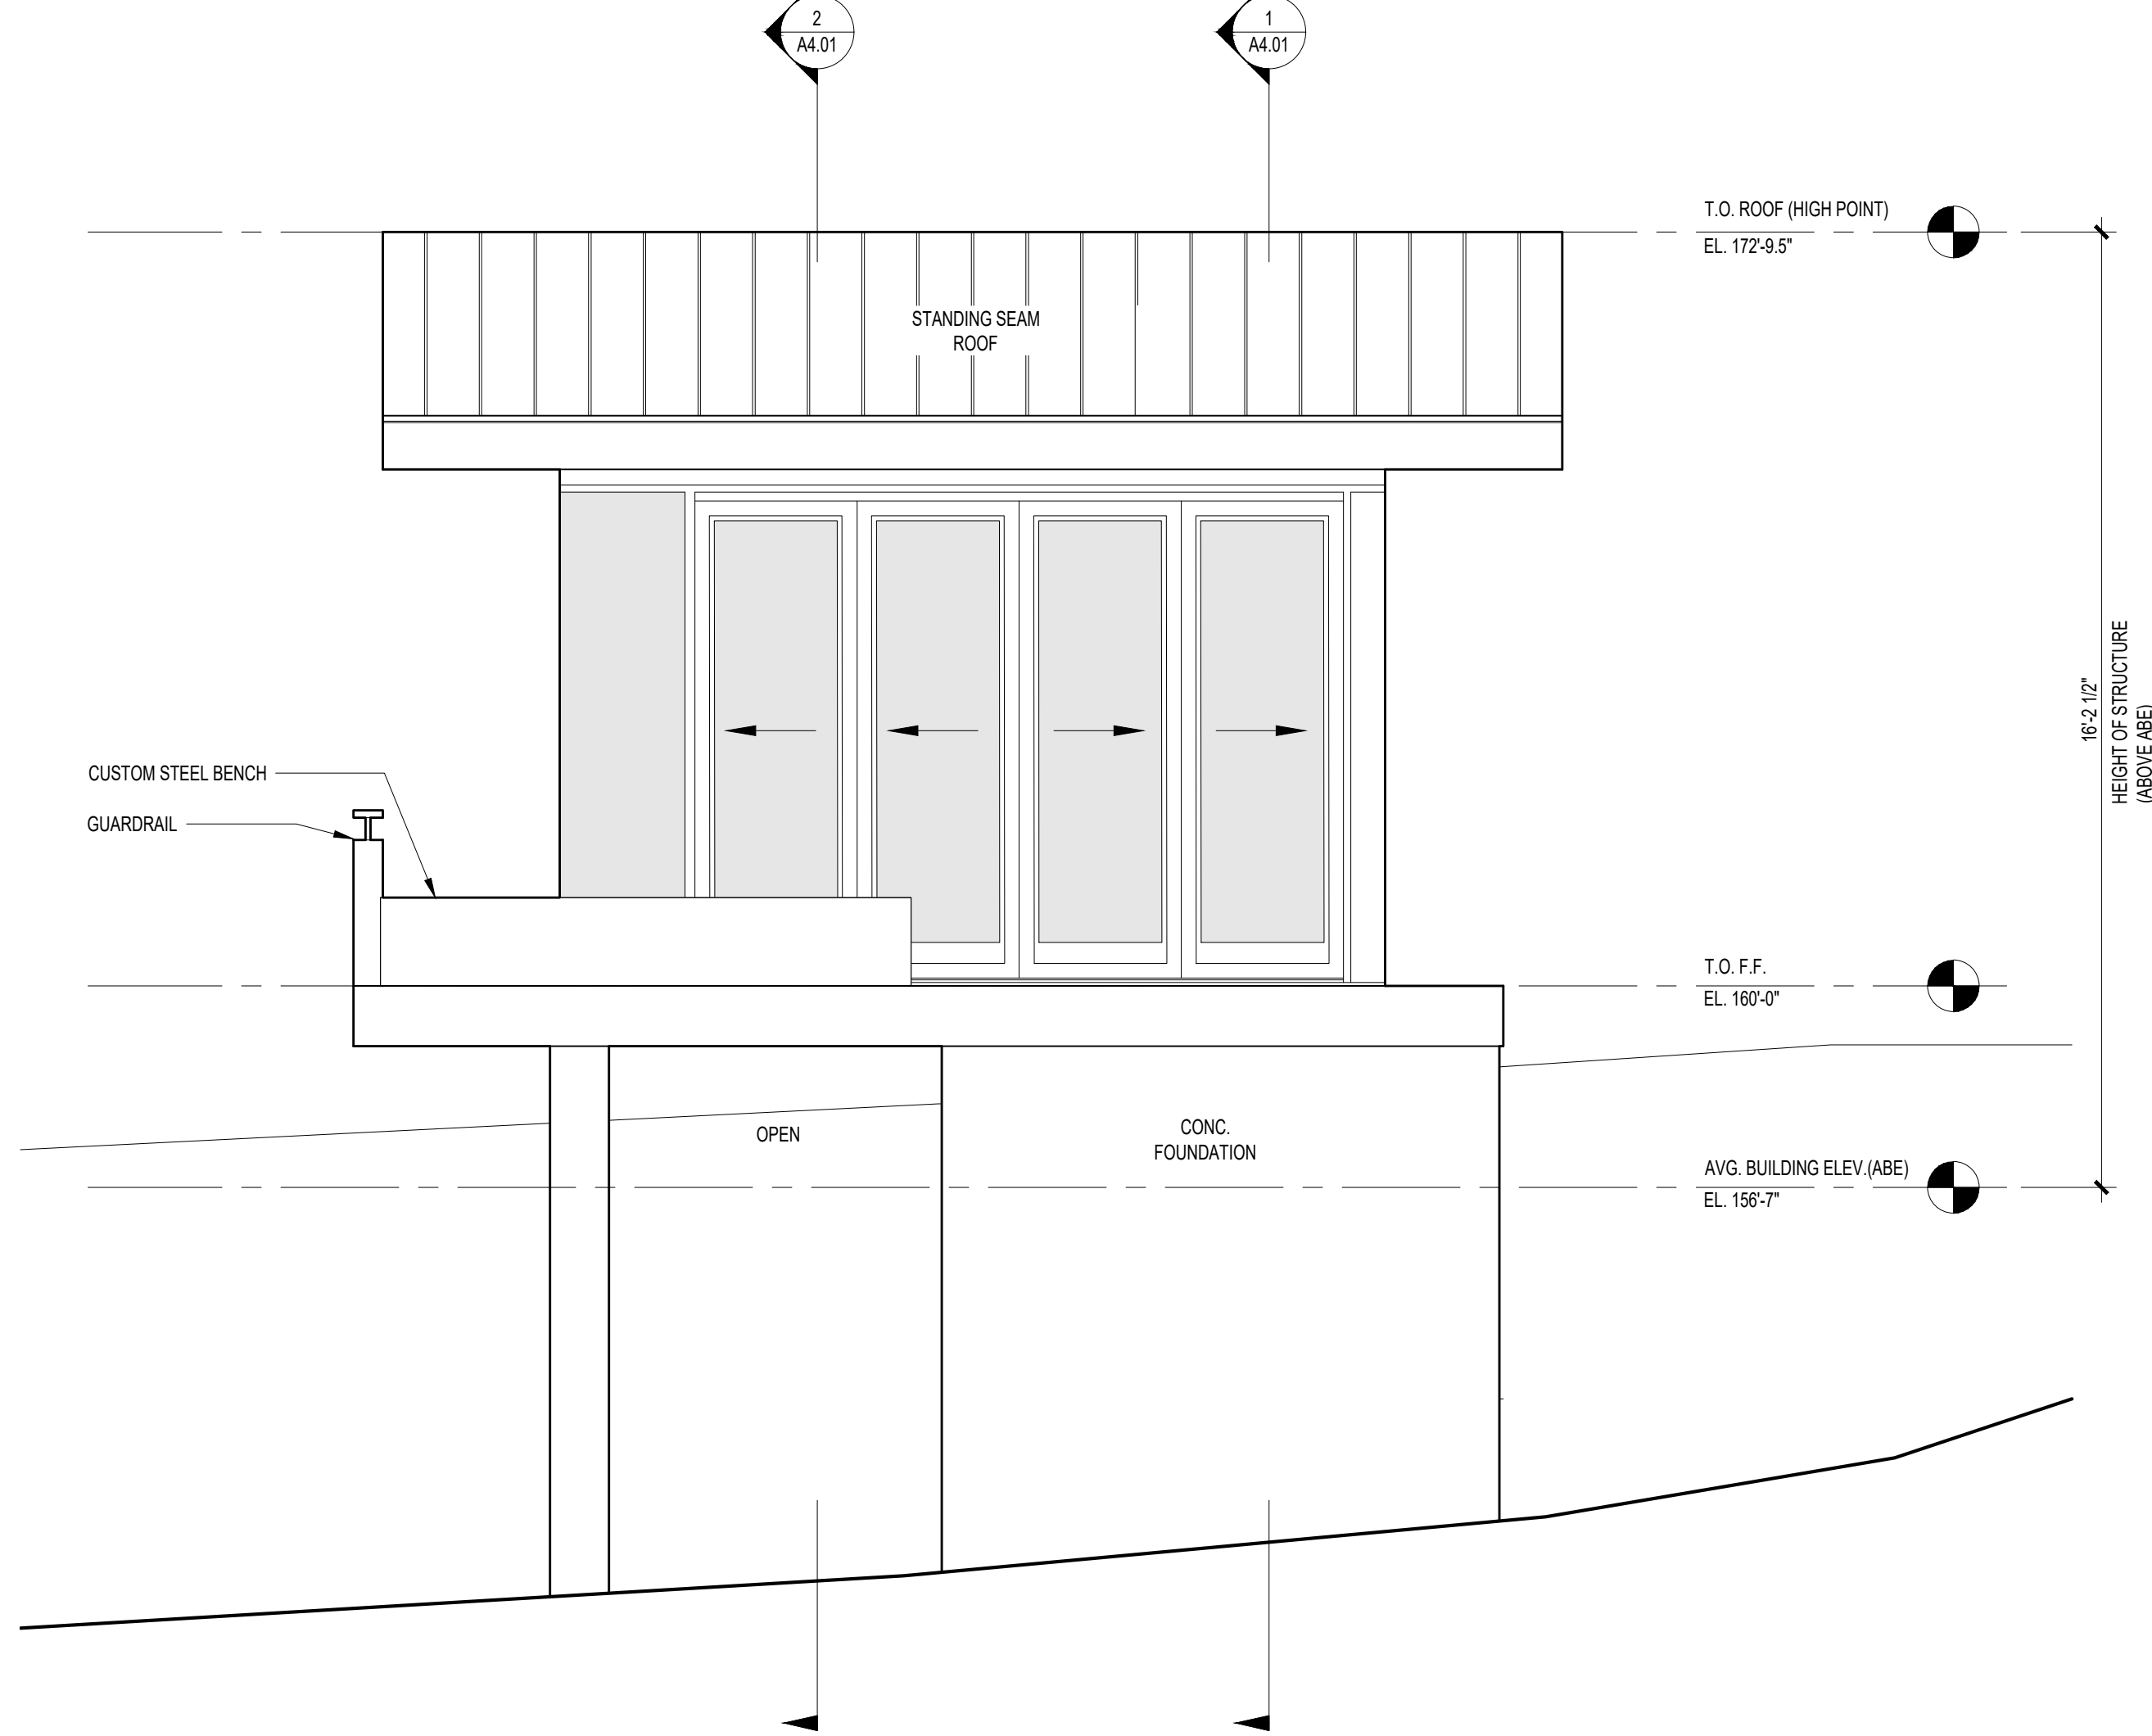 2
A4.01
1
A4.01
T.O. ROOF (HIGH POINT)
EL. 172'-9.5"
STANDING SEAM
ROOF
16'-2 1/2"
HEIGHT OF STRUCTURE
(ABOVE ABE)
CUSTOM STEEL BENCH
GUARDRAIL
T.O. F.F.
EL. 160'-0"
OPEN
CONC.
FOUNDATION
AVG. BUILDING ELEV.(ABE)
EL. 156'-7"